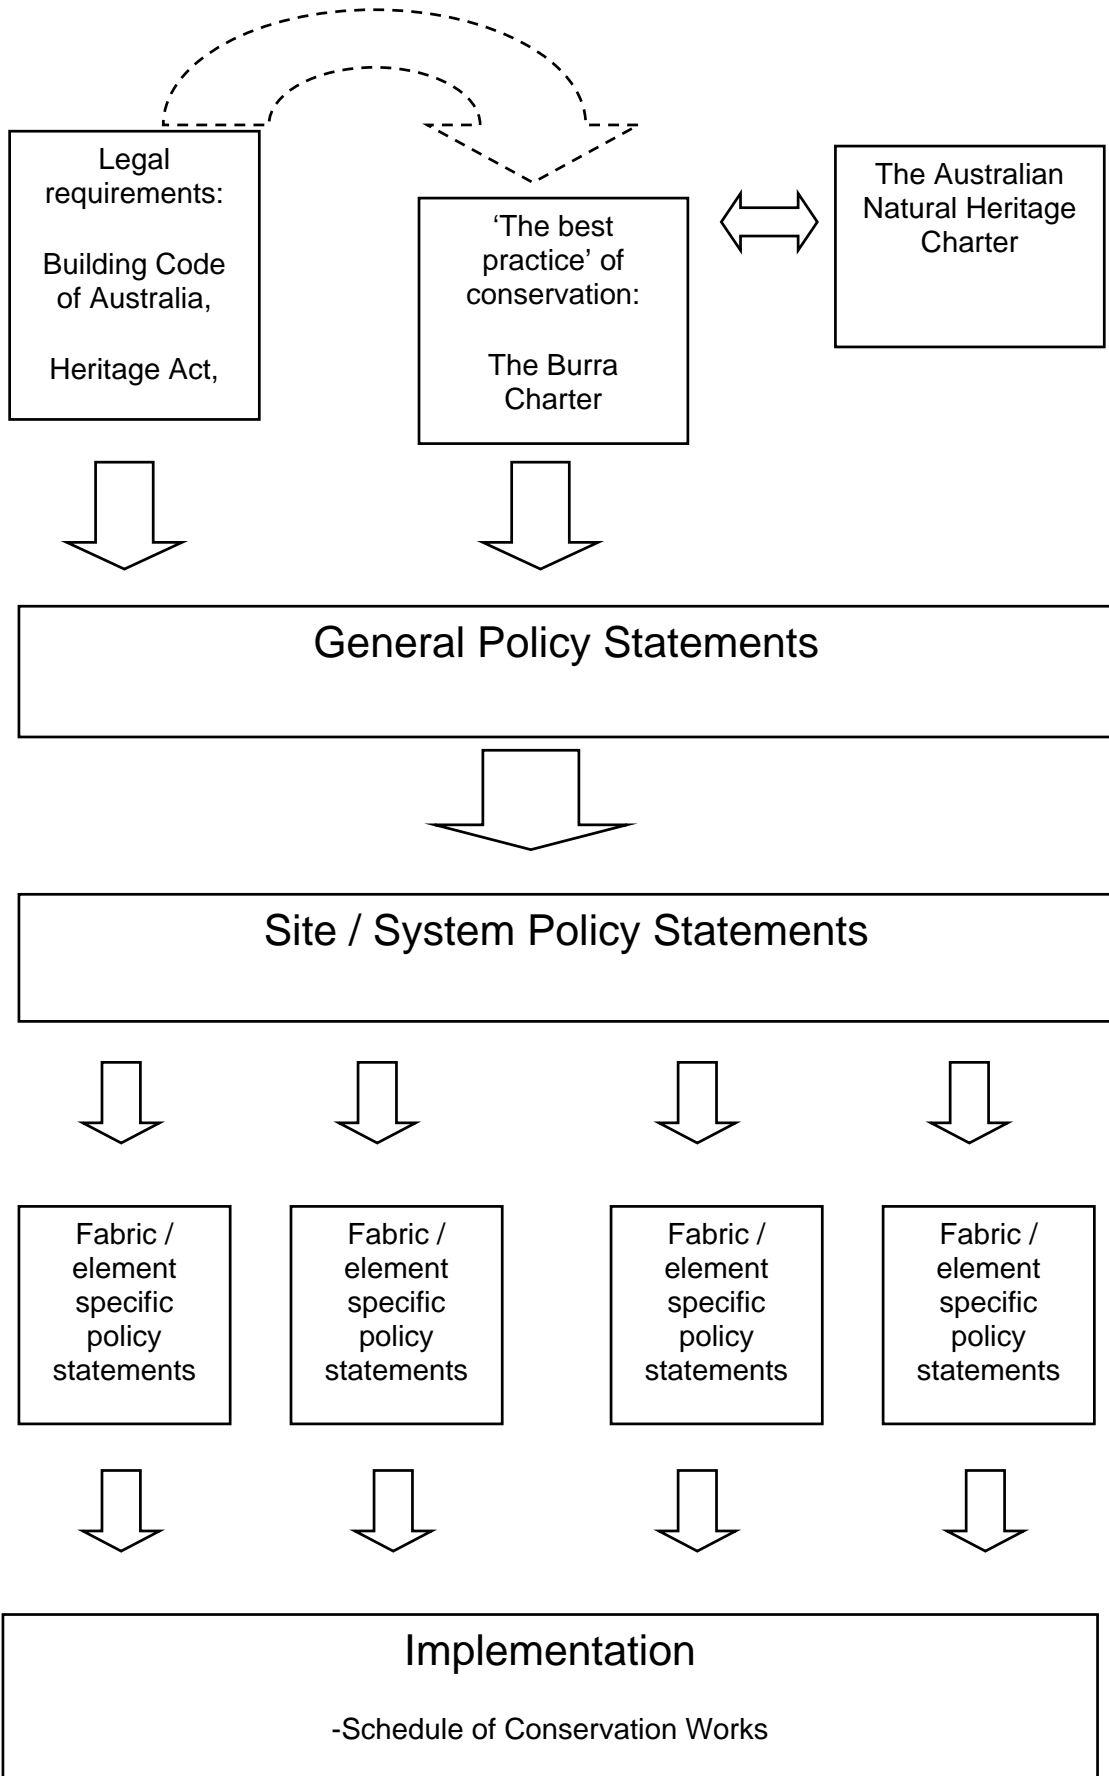 Legal
requirements:
Building Code
of Australia,
Heritage Act,
‘The best
practice’ of
conservation:
The Burra
Charter
The Australian
Natural Heritage
Charter
General Policy Statements
Site / System Policy Statements
Fabric /
element
specific
policy
statements
Fabric /
element
specific
policy
statements
Fabric /
element
specific
policy
statements
Fabric /
element
specific
policy
statements
Implementation
-Schedule of Conservation Works